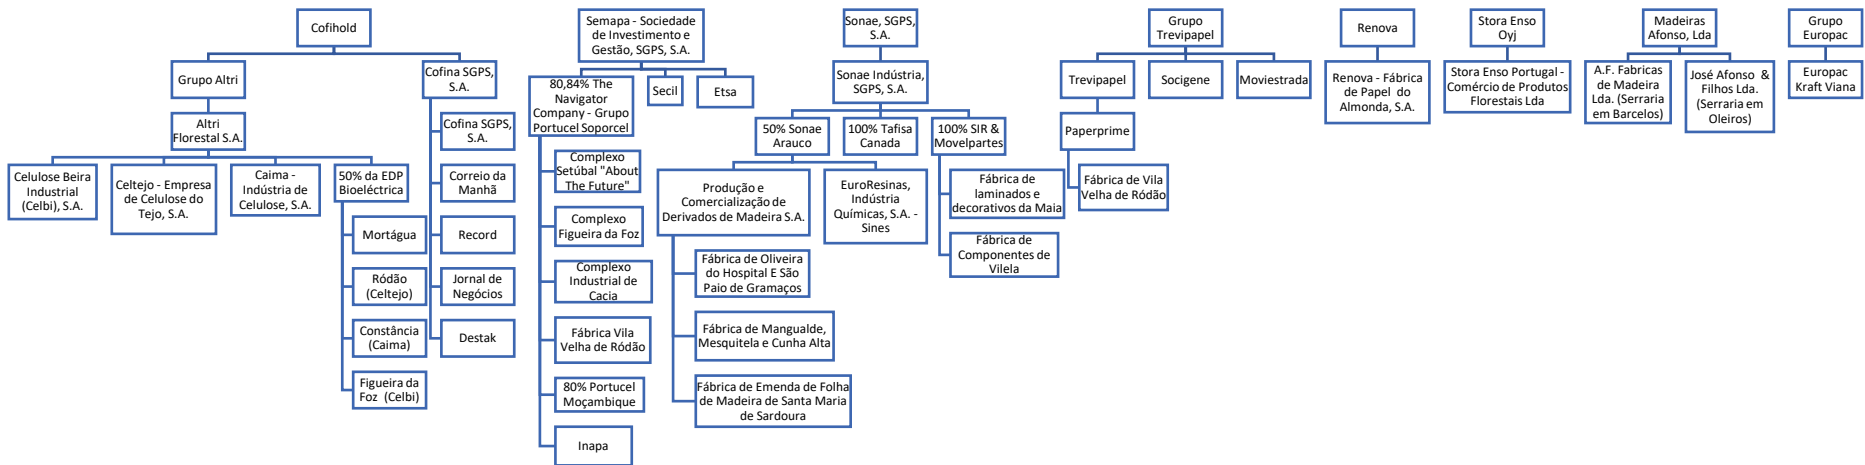 Cofihold
Grupo Altri
Altri
Florestal S.A.
Celulose Beira
Industrial
(Celbi), S.A.
Celtejo - Empresa
de Celulose do
Tejo, S.A.
Caima -
Indústria de
Celulose, S.A.
50% da EDP
Bioeléctrica
Mortágua
Ródão
(Celtejo)
Constância
(Caima)
Figueira da
Foz (Celbi)
Cofina SGPS,
S.A.
Cofina SGPS,
S.A.
Correio da
Manhã
Record
Jornal de
Negócios
Destak
Semapa - Sociedade
de Investimento e
Gestão, SGPS, S.A.
80,84% The
Navigator
Company - Grupo
Portucel Soporcel
Complexo
Setúbal "About
The Future"
Complexo
Figueira da Foz
Complexo
Industrial de
Cacia
Fábrica Vila
Velha de Ródão
80% Portucel
Moçambique
Inapa
Secil
Etsa
Sonae, SGPS,
S.A.
Sonae Indústria,
SGPS, S.A.
50% Sonae
Arauco
Produção e
Comercialização de
Derivados de Madeira S.A.
Fábrica de Oliveira
do Hospital E São
Paio de Gramaços
Fábrica de Mangualde,
Mesquitela e Cunha Alta
Fábrica de Emenda de Folha
de Madeira de Santa Maria
de Sardoura
EuroResinas,
Indústria
Químicas, S.A. -
Sines
100% Tafisa
Canada
100% SIR &
Movelpartes
Fábrica de
laminados e
decorativos da Maia
Fábrica de
Componentes de
Vilela
Grupo
Trevipapel
Trevipapel
Paperprime
Fábrica de Vila
Velha de Ródão
Socigene
Moviestrada
Renova
Renova - Fábrica
de Papel do
Almonda, S.A.
Stora Enso
Oyj
Stora Enso Portugal -
Comércio de Produtos
Florestais Lda
Madeiras
Afonso, Lda
A.F. Fabricas
de Madeira
Lda. (Serraria
em Barcelos)
José Afonso &
Filhos Lda.
(Serraria em
Oleiros)
Grupo
Europac
Europac
Kraft Viana